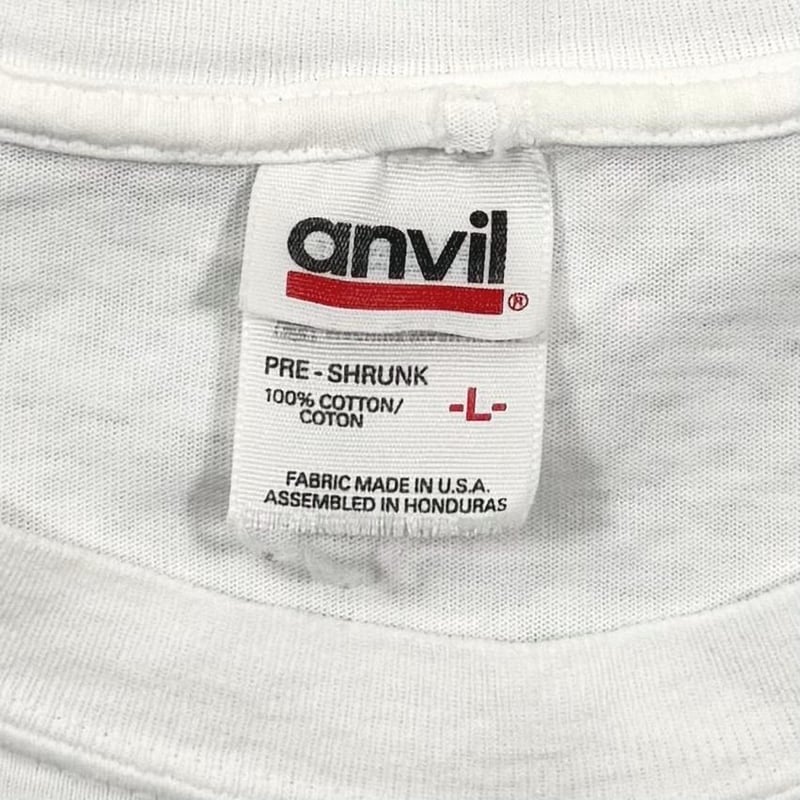 anvil®
PRE-SHRUNK
100% COTTON/
COTON
-L-
FABRIC MADE IN U.S.A.
ASSEMBLED IN HONDURAS